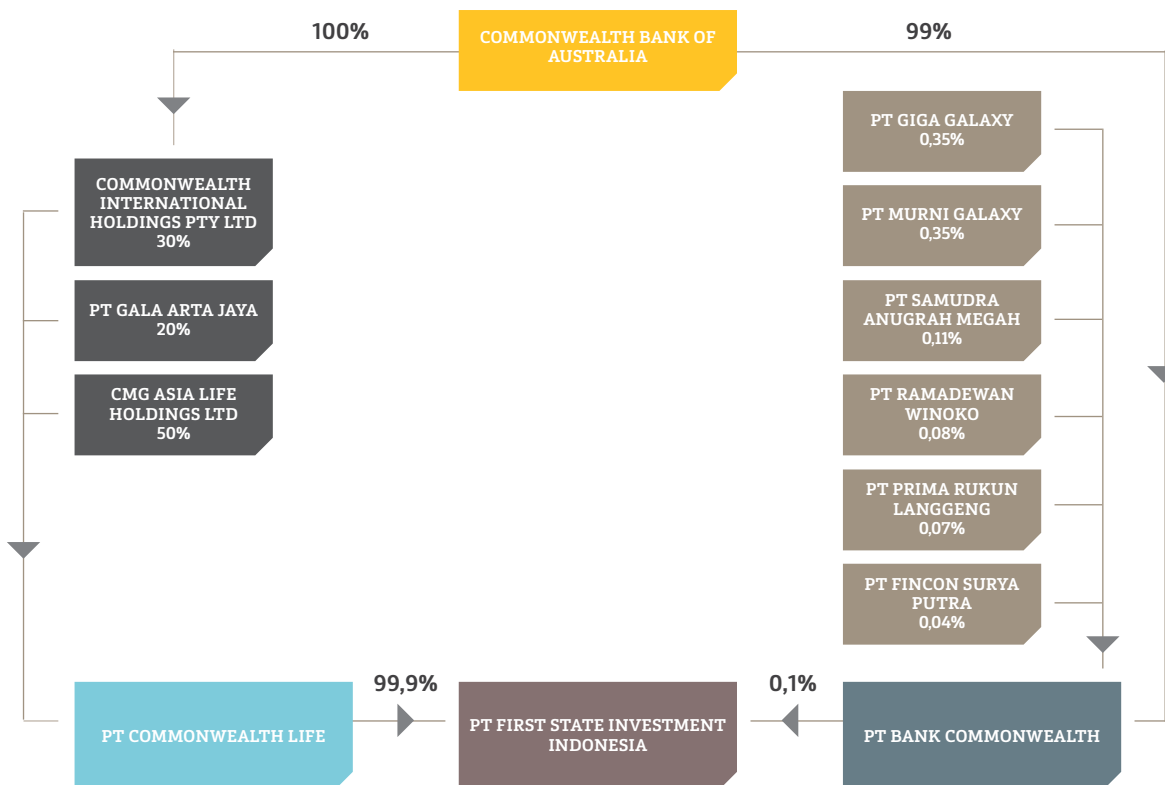 100%
COMMONWEALTH BANK OF
AUSTRALIA
99%
COMMONWEALTH
INTERNATIONAL
HOLDINGS PTY LTD
30%
PT GALA ARTA JAYA
20%
CMG ASIA LIFE
HOLDINGS LTD
50%
PT GIGA GALAXY
0,35%
PT MURNI GALAXY
0,35%
PT SAMUDRA
ANUGRAH MEGAH
0,11%
PT RAMADEWAN
WINOKO
0,08%
PT PRIMA RUKUN
LANGGENG
0,07%
PT FINCON SURYA
PUTRA
0,04%
PT COMMONWEALTH LIFE
99,9%
PT FIRST STATE INVESTMENT
INDONESIA
0,1%
PT BANK COMMONWEALTH